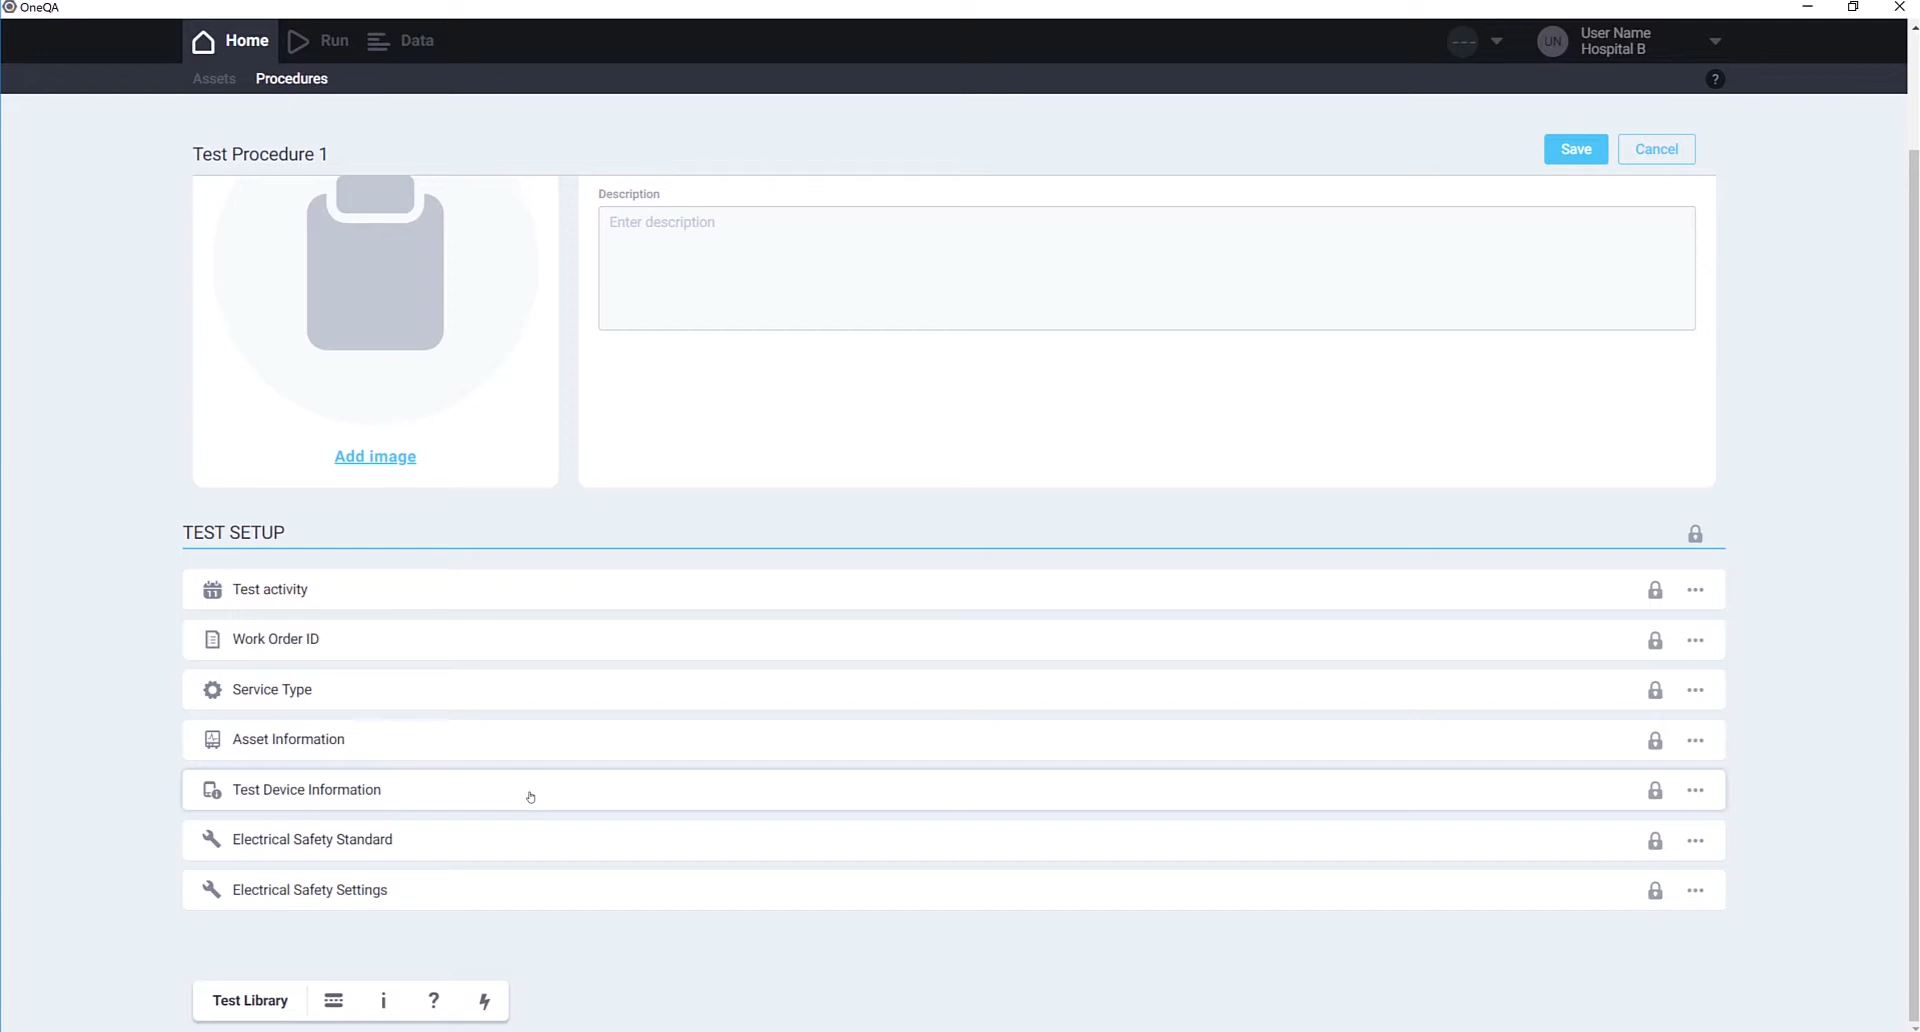 OneQA
Home Run Data
---
UN
User Name
Hospital B
Assets Procedures
?
Test Procedure 1
Save
Cancel
Description
Enter description
Add image
TEST SETUP
11 Test activity
Work Order ID
Service Type
Asset Information
Test Device Information
Electrical Safety Standard
Electrical Safety Settings
Test Library i ?